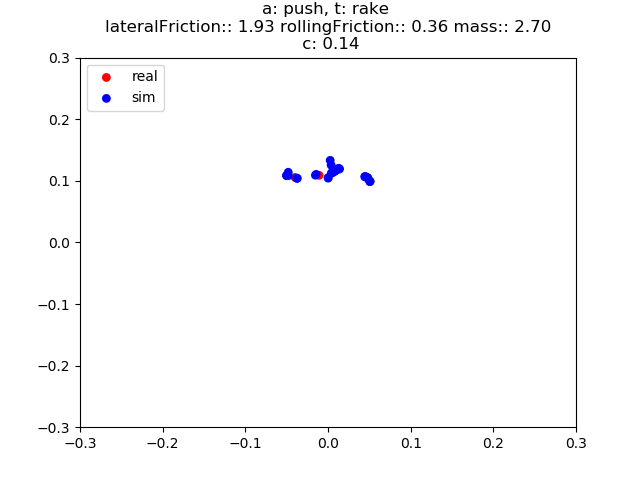 a: push, t: rake
lateralFriction:: 1.93 rollingFriction:: 0.36 mass:: 2.70
c: 0.14
real
sim
0.3
0.2
0.1
0.0
−0.1
−0.2
−0.3
−0.3 −0.2 −0.1 0.0 0.1 0.2 0.3